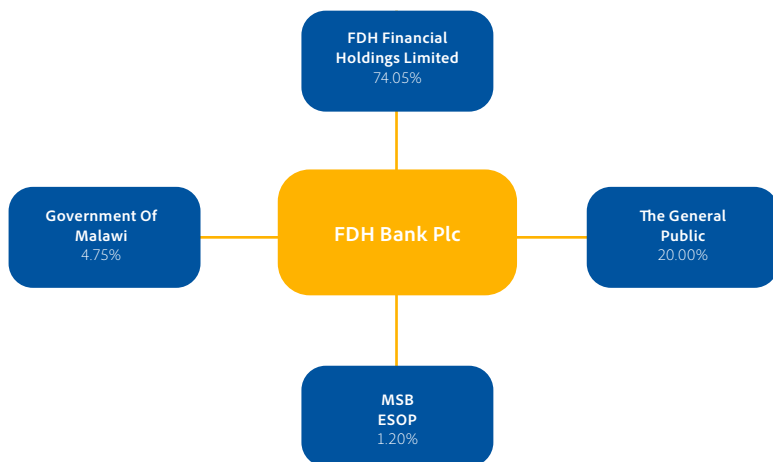 FDH Financial
Holdings Limited
74.05%
Government Of
Malawi
4.75%
FDH Bank Plc
The General
Public
20.00%
MSB
ESOP
1.20%